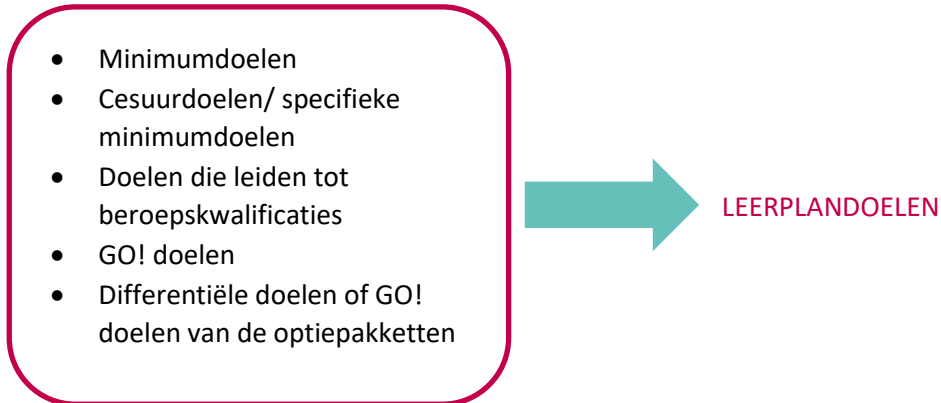 • Minimumdoelen
• Cesuurdoelen/ specifieke
minimumdoelen
• Doelen die leiden tot
beroepskwalificaties
• GO! doelen
• Differentiële doelen of GO!
doelen van de optiepakketten
LEERPLANDOELEN